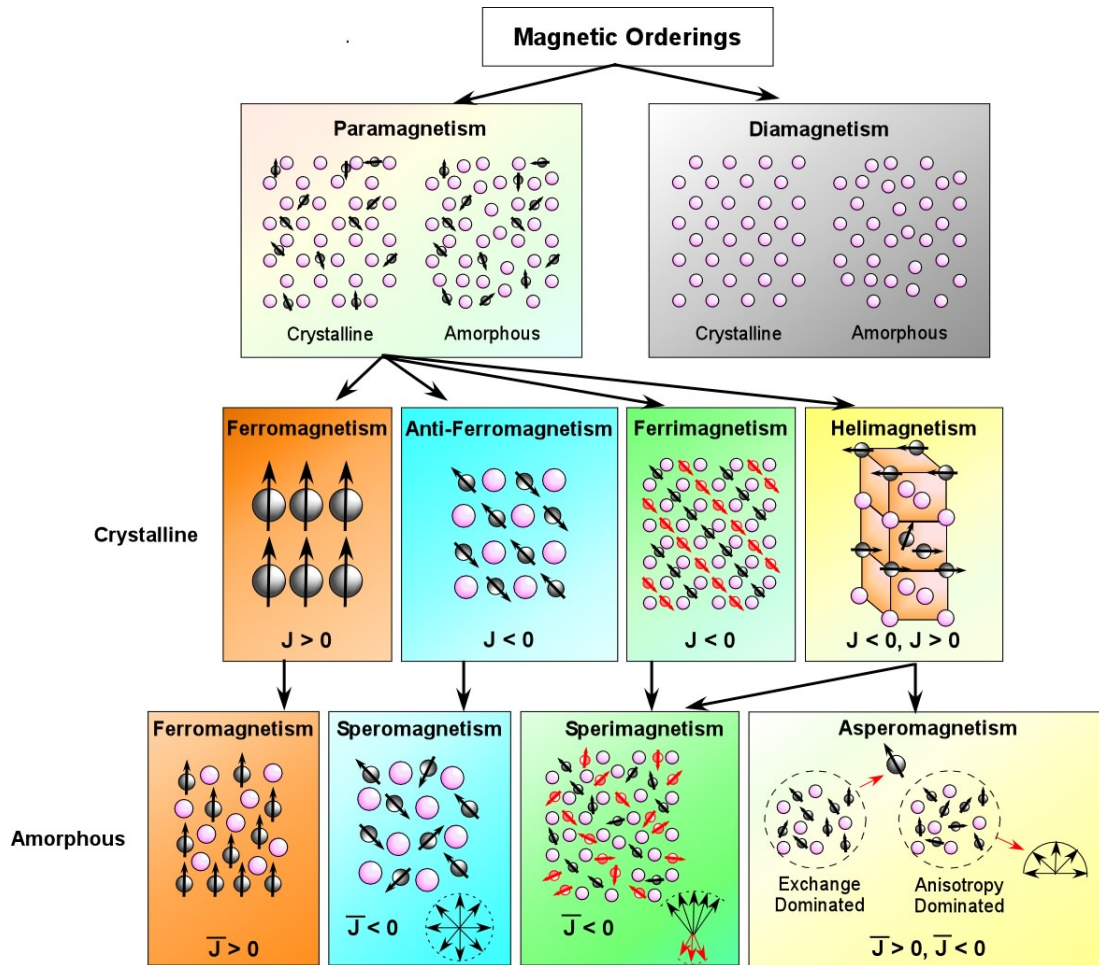 Magnetic Orderings
Paramagnetism
Crystalline
Amorphous
Diamagnetism
Crystalline
Amorphous
Crystalline
Ferromagnetism
J > 0
Anti-Ferromagnetism
J < 0
Ferrimagnetism
J < 0
Helimagnetism
J < 0, J > 0
Amorphous
Ferromagnetism
J̅ > 0
Speromagnetism
J̅ < 0
Sperimagnetism
J̅ < 0
Asperomagnetism
Exchange
Dominated
Anisotropy
Dominated
J̅ > 0, J̅ < 0